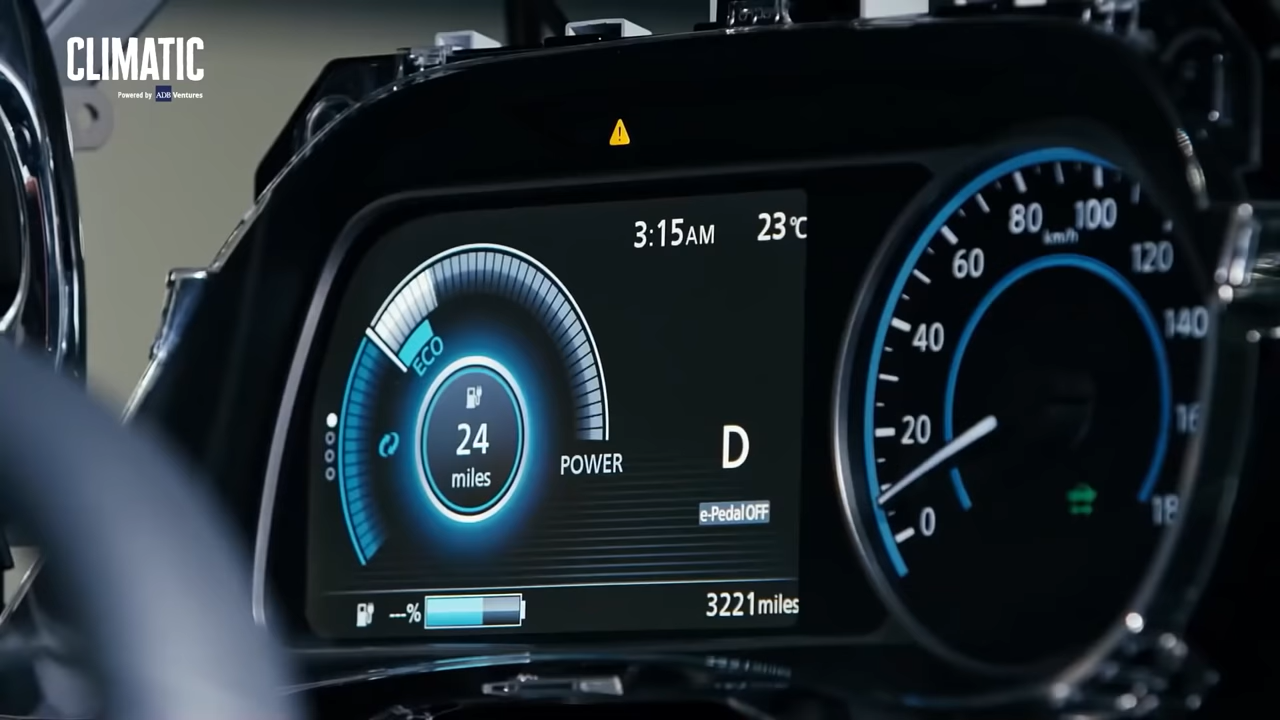 CLIMATIC
Powered by ADB Ventures
3:15AM 23°C
ECO
24
miles
POWER
D
e-Pedal OFF
---%
3221miles
80 100
km/h
60 120
40 140
20
0